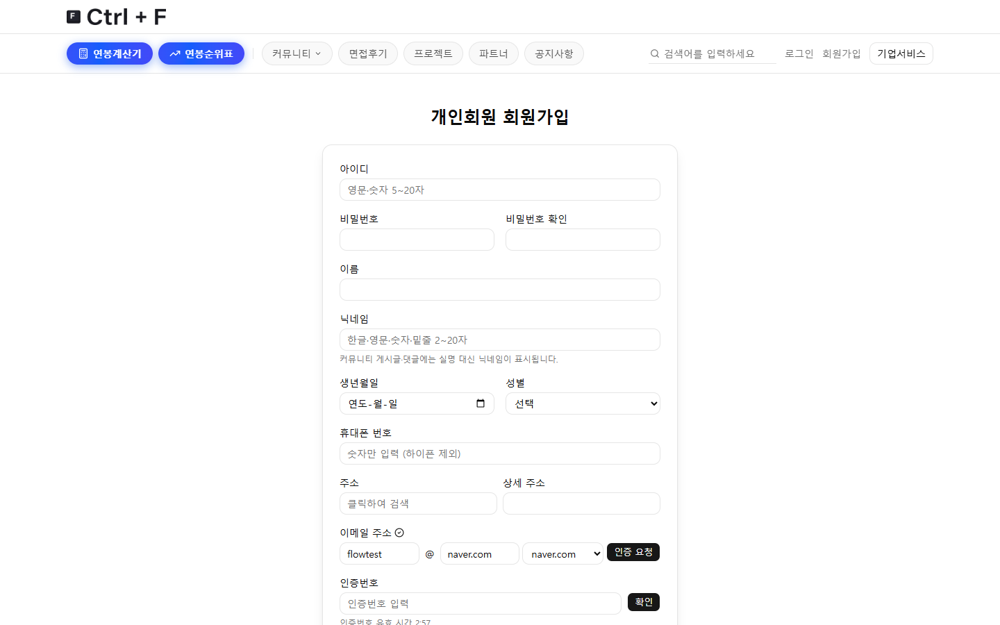 F Ctrl + F
연봉계산기 연봉순위표 커뮤니티 면접후기 프로젝트 파트너 공지사항 검색어를 입력하세요 로그인 회원가입 기업서비스
개인회원 회원가입
아이디
영문·숫자 5~20자
비밀번호 비밀번호 확인
이름
닉네임
한글·영문·숫자·밑줄 2~20자
커뮤니티 게시글·댓글에는 실명 대신 닉네임이 표시됩니다.
생년월일 성별
연도-월-일 선택
휴대폰 번호
숫자만 입력 (하이픈 제외)
주소 상세 주소
클릭하여 검색
이메일 주소
flowtest @ naver.com naver.com 인증 요청
인증번호
인증번호 입력 확인
인증번호 유효 시간 2:57